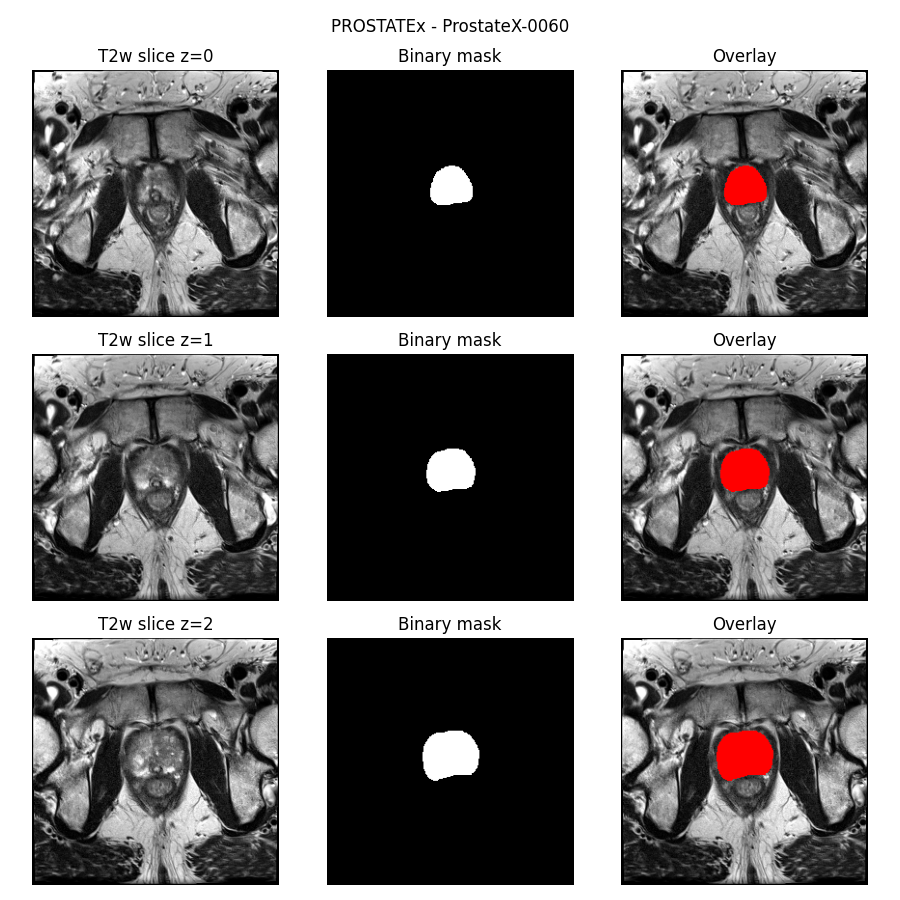 PROSTATEx - ProstateX-0060
T2w slice z=0 Binary mask Overlay
T2w slice z=1 Binary mask Overlay
T2w slice z=2 Binary mask Overlay